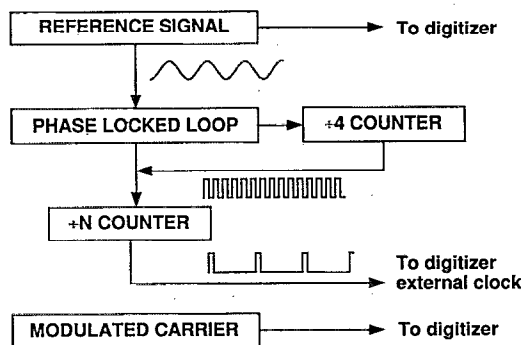 REFERENCE SIGNAL
To digitizer
PHASE LOCKED LOOP
÷4 COUNTER
÷N COUNTER
To digitizer
external clock
MODULATED CARRIER
To digitizer